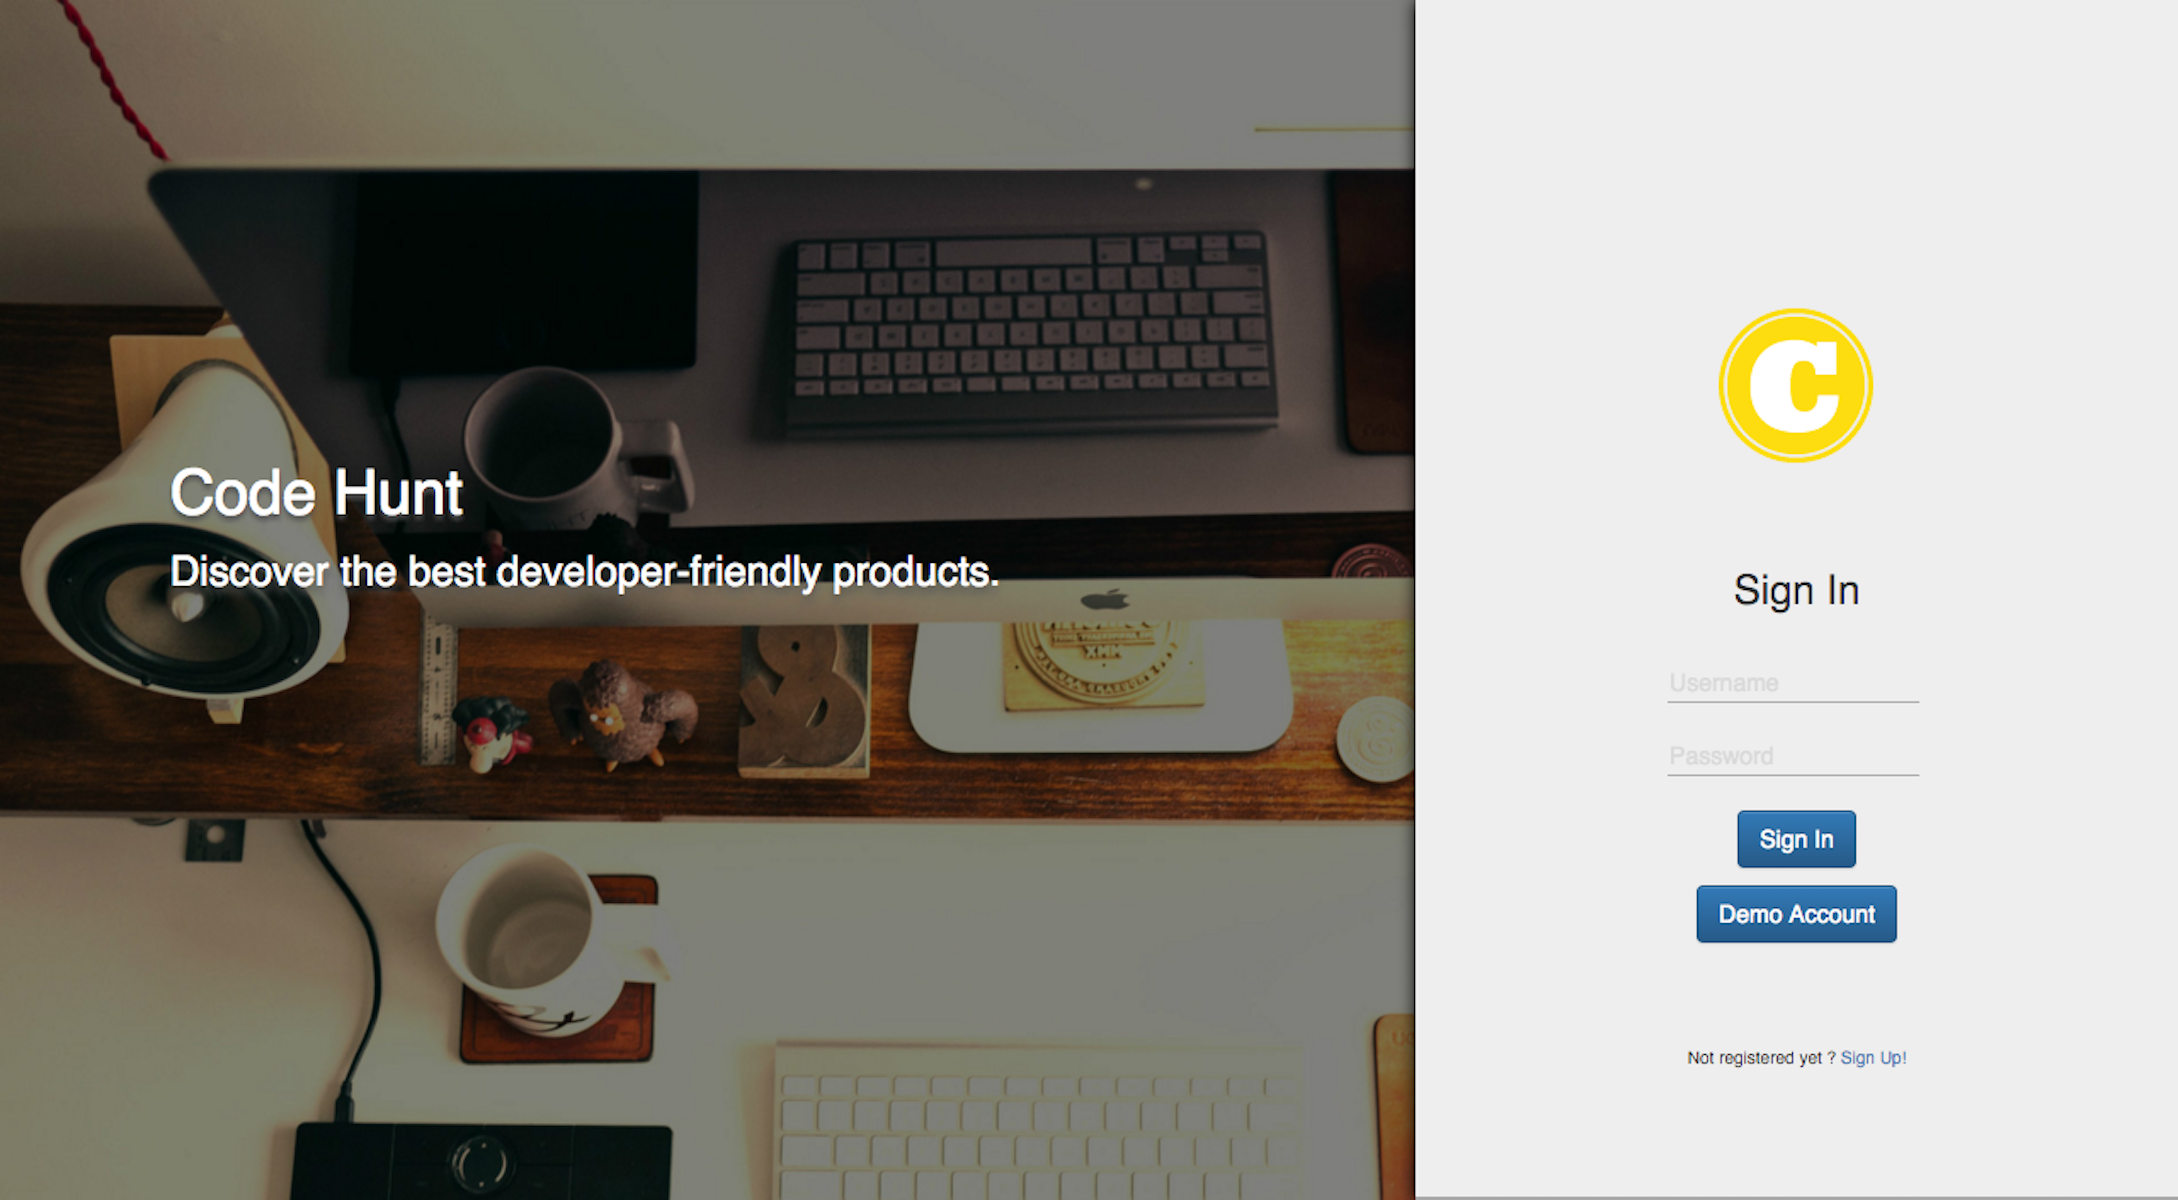 Code Hunt
Discover the best developer-friendly products.
C
Sign In
Username
Password
Sign In
Demo Account
Not registered yet ? Sign Up!